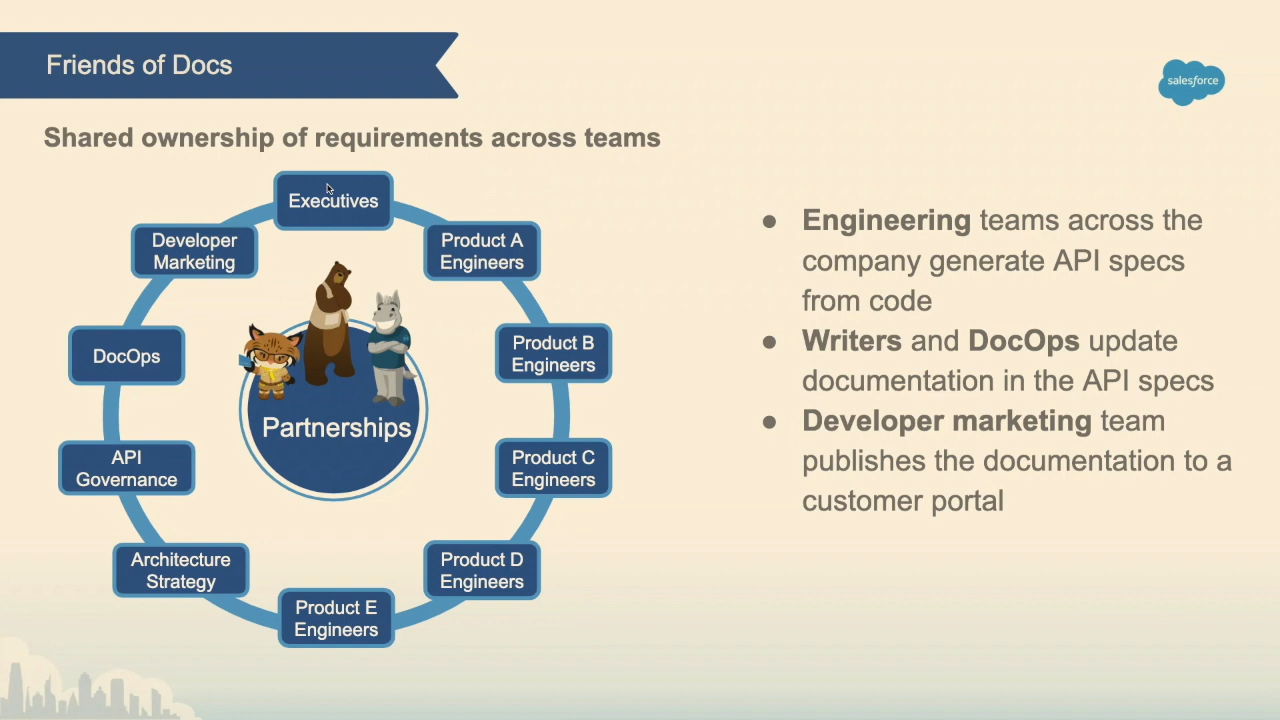 Friends of Docs
salesforce
Shared ownership of requirements across teams
Executives
Developer
Marketing
Product A
Engineers
DocOps
Product B
Engineers
Partnerships
API
Governance
Product C
Engineers
Architecture
Strategy
Product D
Engineers
Product E
Engineers
● Engineering teams across the
company generate API specs
from code
● Writers and DocOps update
documentation in the API specs
● Developer marketing team
publishes the documentation to a
customer portal